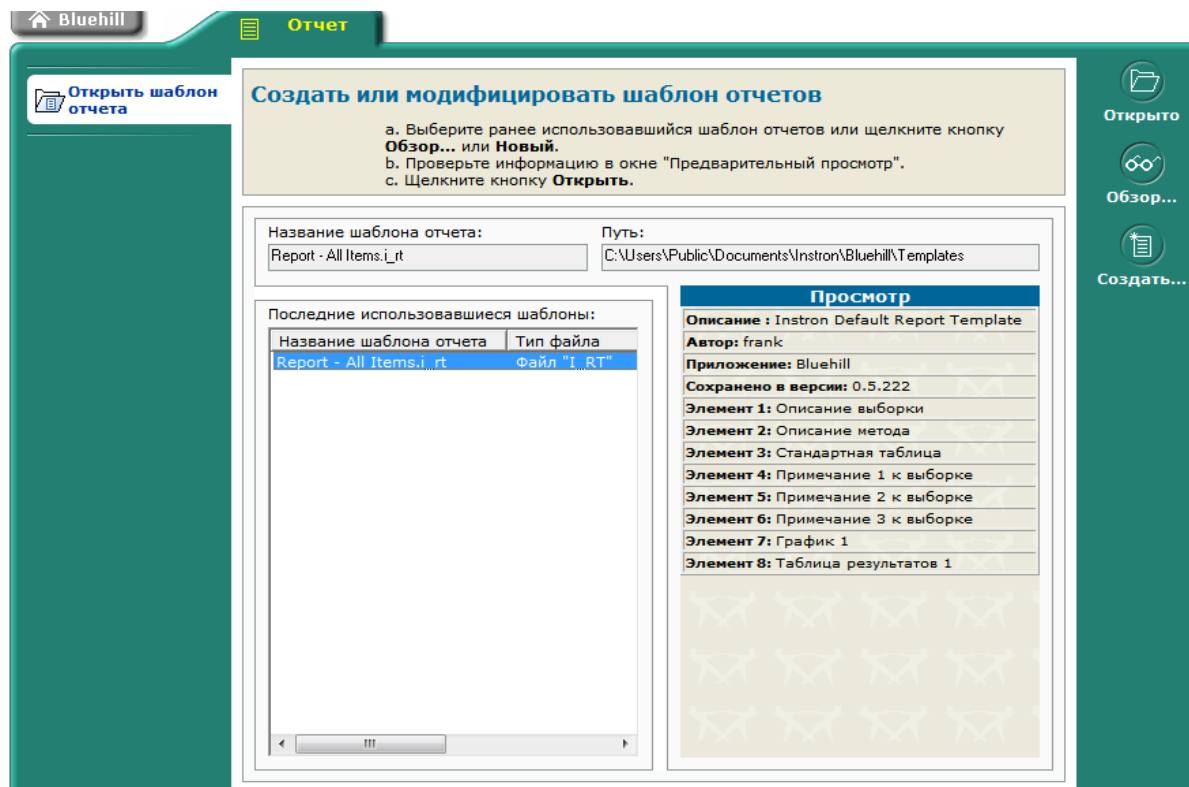 Bluehill
Отчет
Открыть шаблон
отчета
Создать или модифицировать шаблон отчетов
a. Выберите ранее использовавшийся шаблон отчетов или щелкните кнопку
Обзор... или Новый.
b. Проверьте информацию в окне "Предварительный просмотр".
c. Щелкните кнопку Открыть.
Название шаблона отчета:
Report - All Items.i_rt
Путь:
C:\Users\Public\Documents\Instron\Bluehill\Templates
Последние использовавшиеся шаблоны:
Название шаблона отчета Тип файла
Report - All Items.i_rt Файл "I_RT"
Просмотр
Описание : Instron Default Report Template
Автор: frank
Приложение: Bluehill
Сохранено в версии: 0.5.222
Элемент 1: Описание выборки
Элемент 2: Описание метода
Элемент 3: Стандартная таблица
Элемент 4: Примечание 1 к выборке
Элемент 5: Примечание 2 к выборке
Элемент 6: Примечание 3 к выборке
Элемент 7: График 1
Элемент 8: Таблица результатов 1
Открыто
Обзор...
Создать...